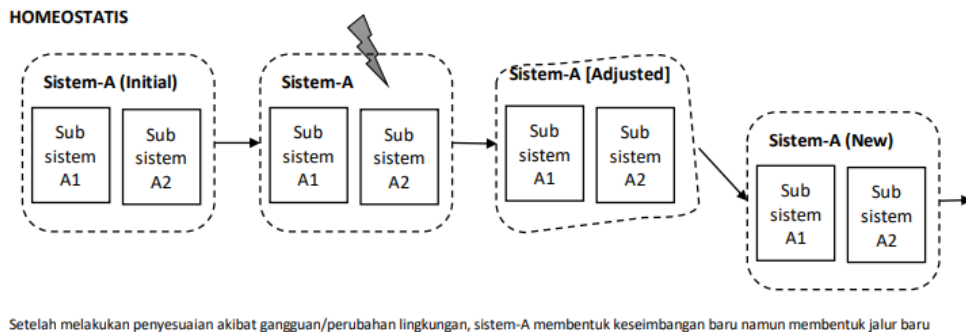 HOMEOSTATIS
Sistem-A (Initial)
Sub
sistem
A1
Sub
sistem
A2
Sistem-A
Sub
sistem
A1
Sub
sistem
A2
Sistem-A [Adjusted]
Sub
sistem
A1
Sub
sistem
A2
Sistem-A (New)
Sub
sistem
A1
Sub
sistem
A2
Setelah melakukan penyesuaian akibat gangguan/perubahan lingkungan, sistem-A membentuk keseimbangan baru namun membentuk jalur baru